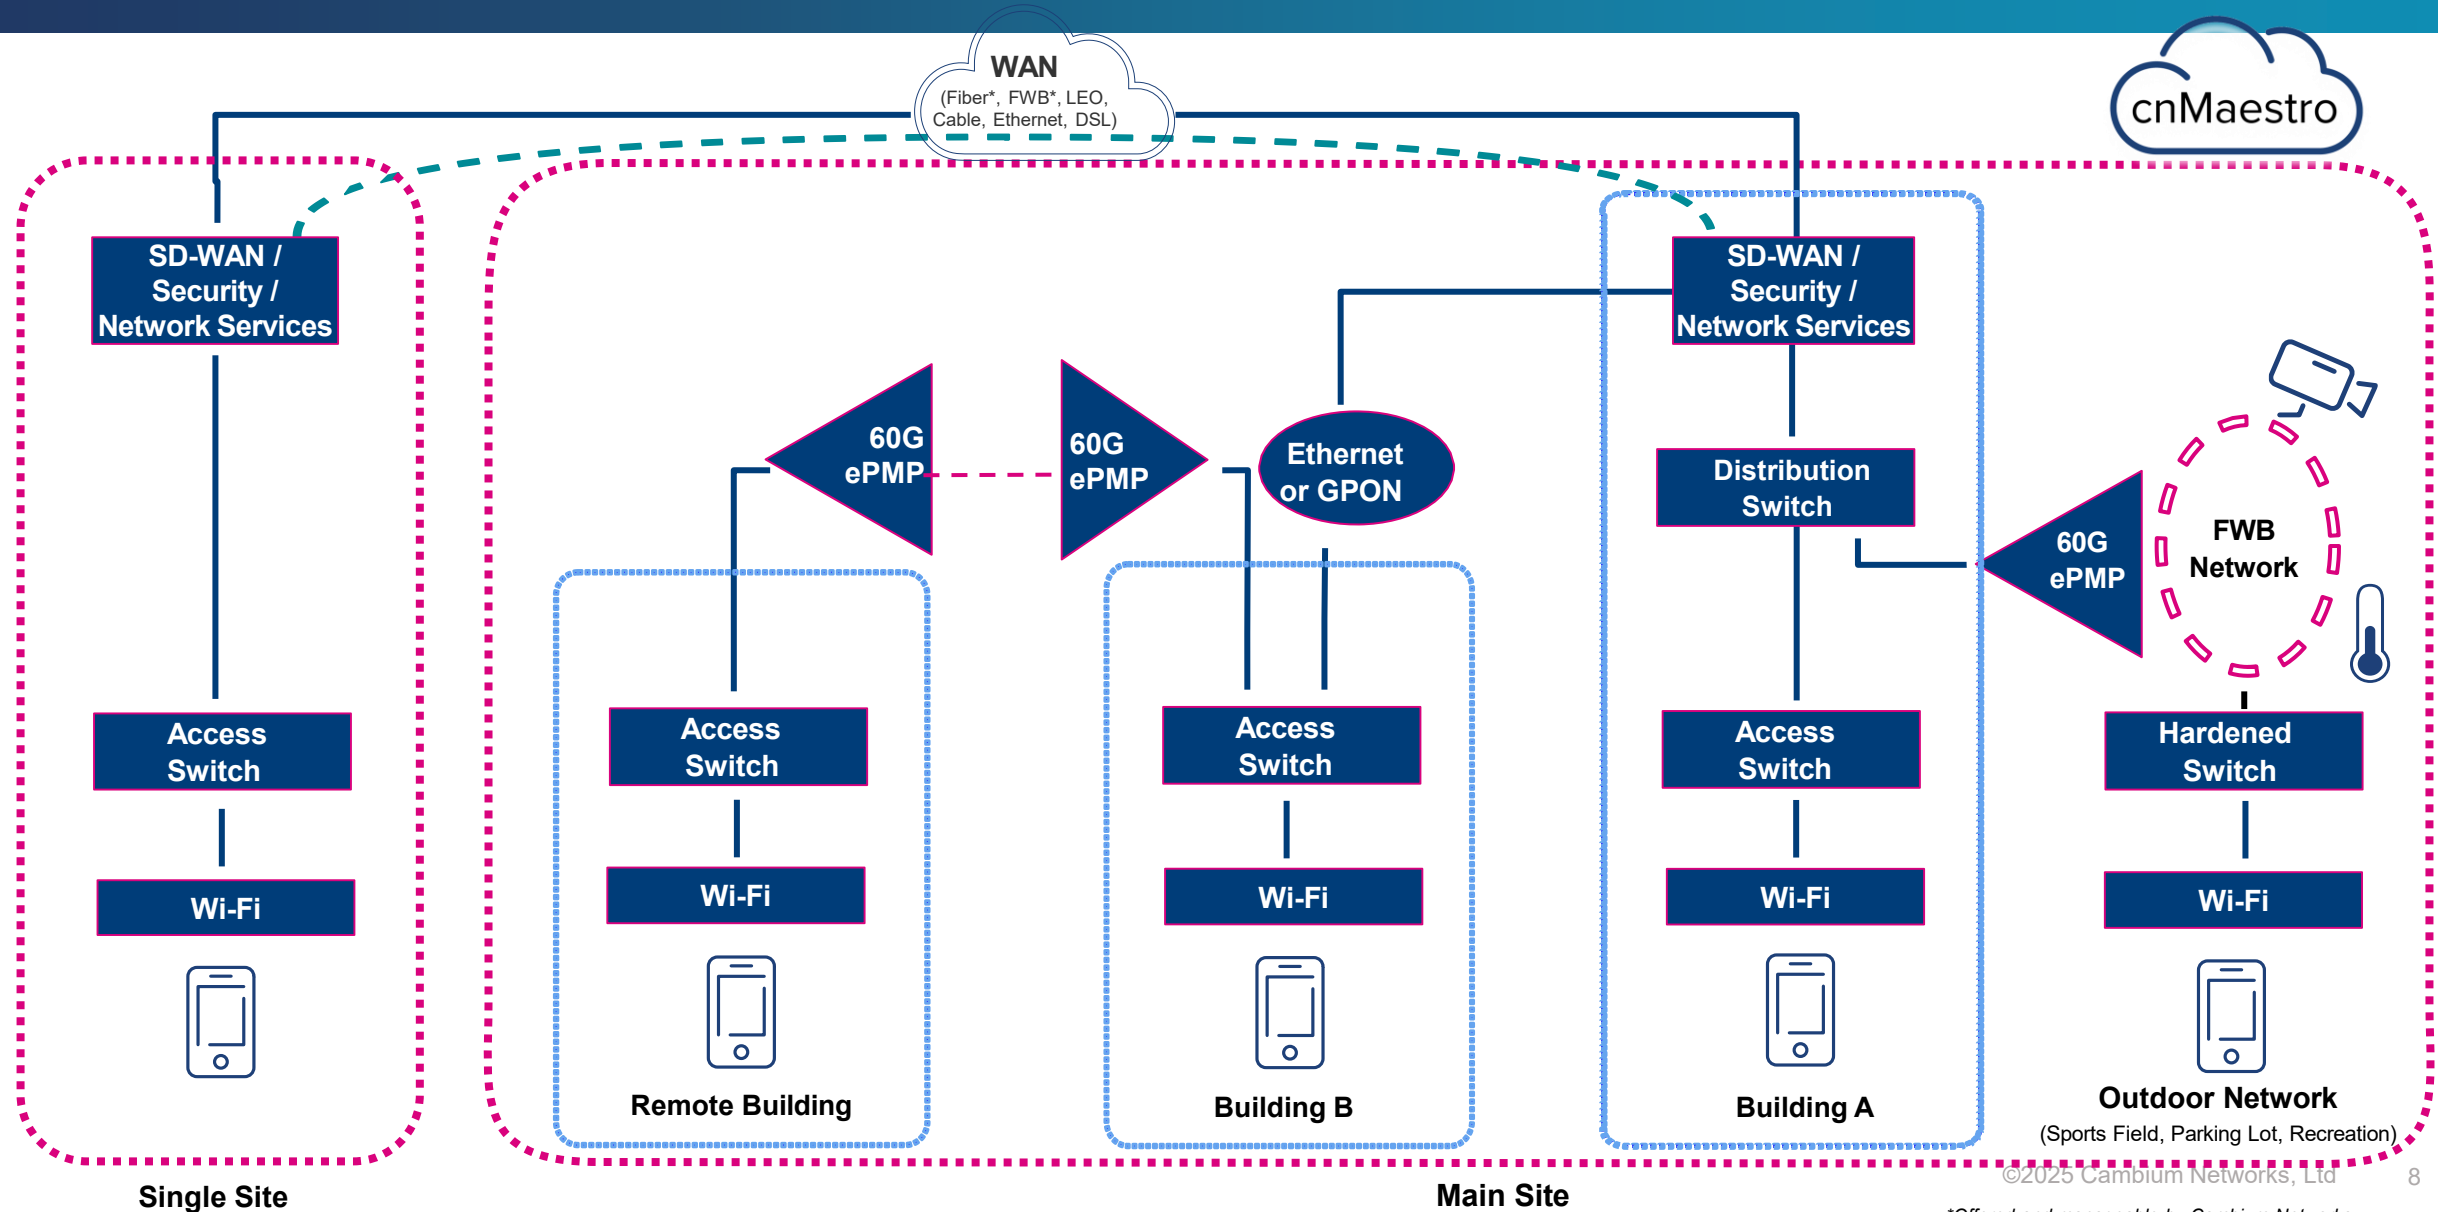 WAN
(Fiber*, FWB*, LEO,
Cable, Ethernet, DSL)
cnMaestro
SD-WAN /
Security /
Network Services
SD-WAN /
Security /
Network Services
60G
ePMP
60G
ePMP
Ethernet
or GPON
Distribution
Switch
60G
ePMP
FWB
Network
Access
Switch
Access
Switch
Access
Switch
Access
Switch
Hardened
Switch
Wi-Fi
Wi-Fi
Wi-Fi
Wi-Fi
Wi-Fi
Remote Building
Building B
Building A
Outdoor Network
(Sports Field, Parking Lot, Recreation)
Single Site
Main Site
©2025 Cambium Networks, Ltd
8